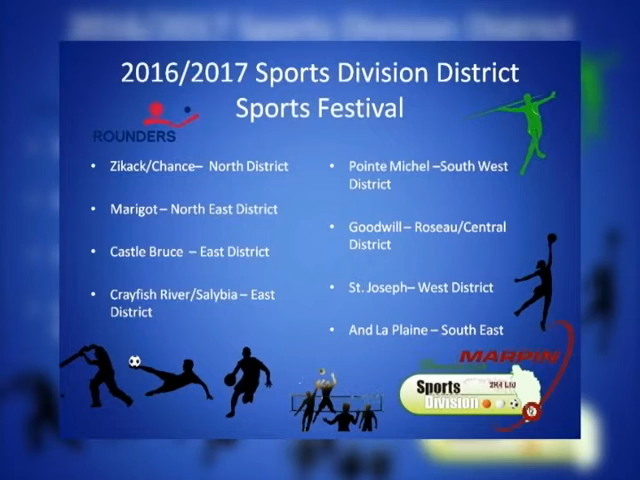 2016/2017 Sports Division District
Sports Festival
ROUNDERS
• Zikack/Chance– North District
• Marigot – North East District
• Castle Bruce – East District
• Crayfish River/Salybia – East
District
• Pointe Michel –South West
District
• Goodwill – Roseau/Central
District
• St. Joseph– West District
• And La Plaine – South East
MARPIN
2K4 Ltd
Sports
Division